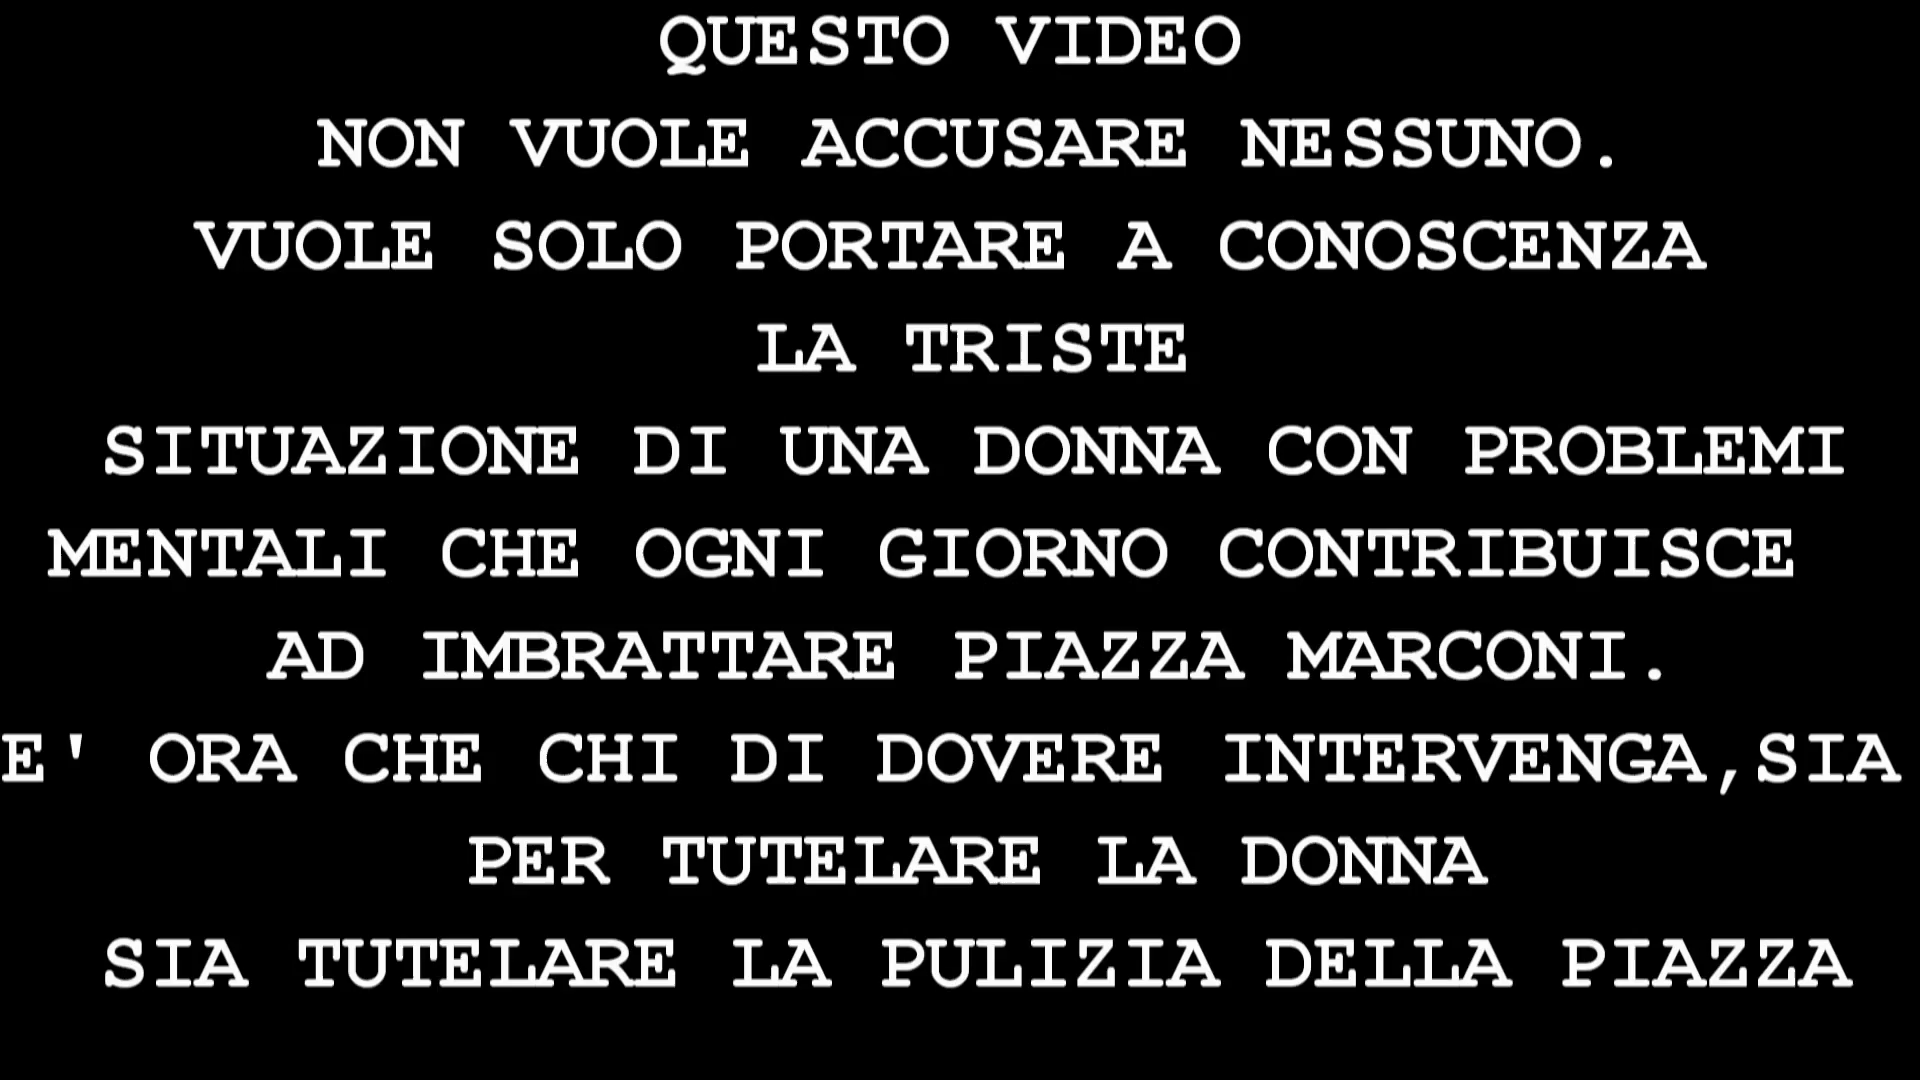 QUESTO VIDEO
NON VUOLE ACCUSARE NESSUNO.
VUOLE SOLO PORTARE A CONOSCENZA
LA TRISTE
SITUAZIONE DI UNA DONNA CON PROBLEMI
MENTALI CHE OGNI GIORNO CONTRIBUISCE
AD IMBRATTARE PIAZZA MARCONI.
E' ORA CHE CHI DI DOVERE INTERVENGA,SIA
PER TUTELARE LA DONNA
SIA TUTELARE LA PULIZIA DELLA PIAZZA